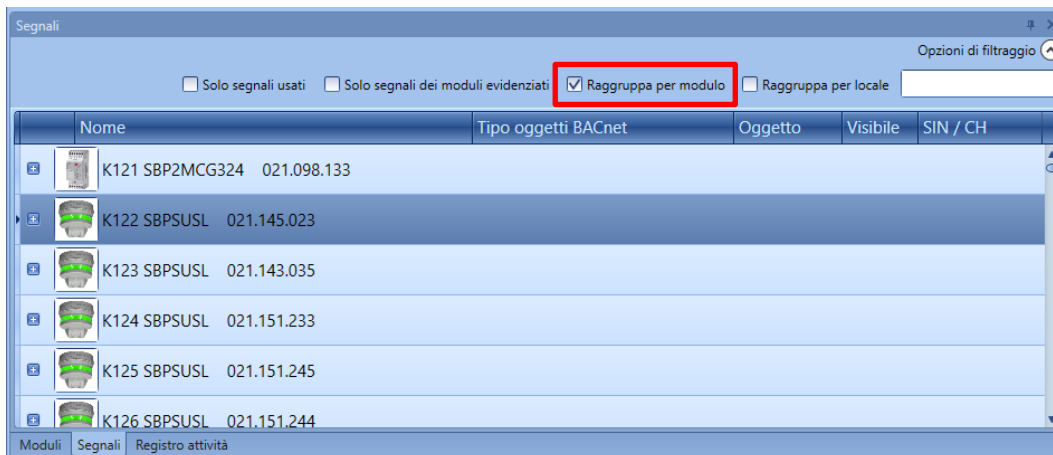 Segnali
Opzioni di filtraggio
Solo segnali usati Solo segnali dei moduli evidenziati Raggruppa per modulo Raggruppa per locale
Nome Tipo oggetti BACnet Oggetto Visibile SIN / CH
K121 SBP2MCG324 021.098.133
K122 SBPSUSL 021.145.023
K123 SBPSUSL 021.143.035
K124 SBPSUSL 021.151.233
K125 SBPSUSL 021.151.245
K126 SBPSUSL 021.151.244
Moduli Segnali Registro attività